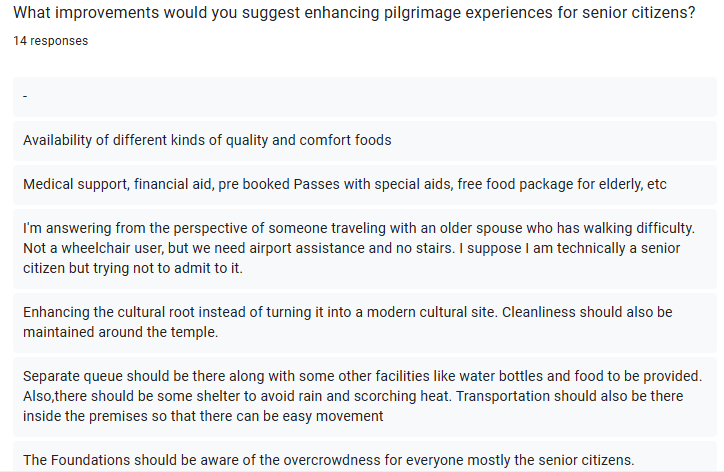 What improvements would you suggest enhancing pilgrimage experiences for senior citizens?
14 responses
-
Availability of different kinds of quality and comfort foods
Medical support, financial aid, pre booked Passes with special aids, free food package for elderly, etc
I'm answering from the perspective of someone traveling with an older spouse who has walking difficulty.
Not a wheelchair user, but we need airport assistance and no stairs. I suppose I am technically a senior
citizen but trying not to admit to it.
Enhancing the cultural root instead of turning it into a modern cultural site. Cleanliness should also be
maintained around the temple.
Separate queue should be there along with some other facilities like water bottles and food to be provided.
Also,there should be some shelter to avoid rain and scorching heat. Transportation should also be there
inside the premises so that there can be easy movement
The Foundations should be aware of the overcrowdness for everyone mostly the senior citizens.